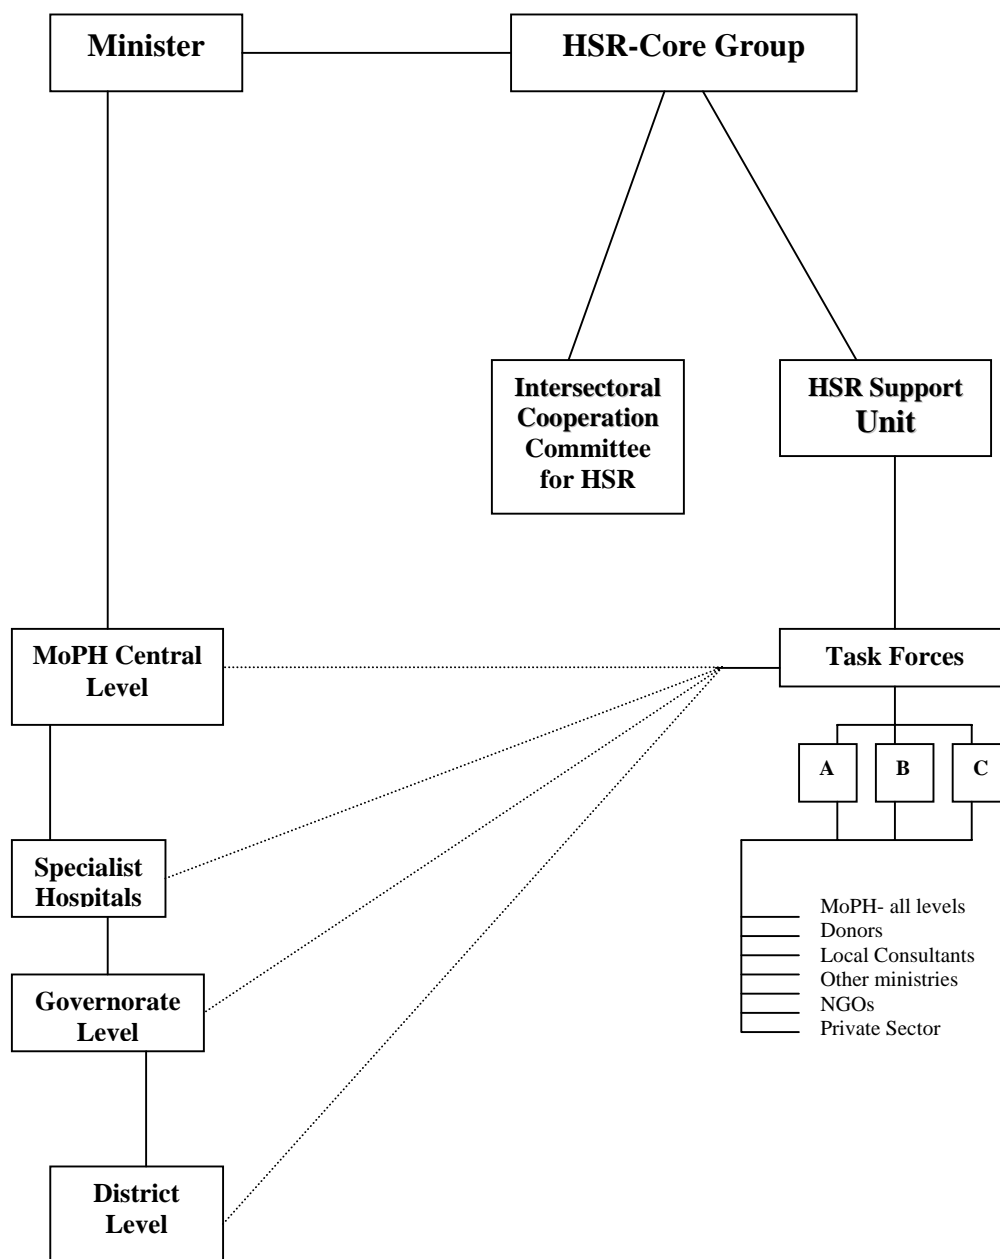 Minister
HSR-Core Group
Intersectoral
Cooperation
Committee
for HSR
HSR Support
Unit
MoPH Central
Level
Task Forces
A
B
C
Specialist
Hospitals
MoPH- all levels
Donors
Local Consultants
Other ministries
NGOs
Private Sector
Governorate
Level
District
Level